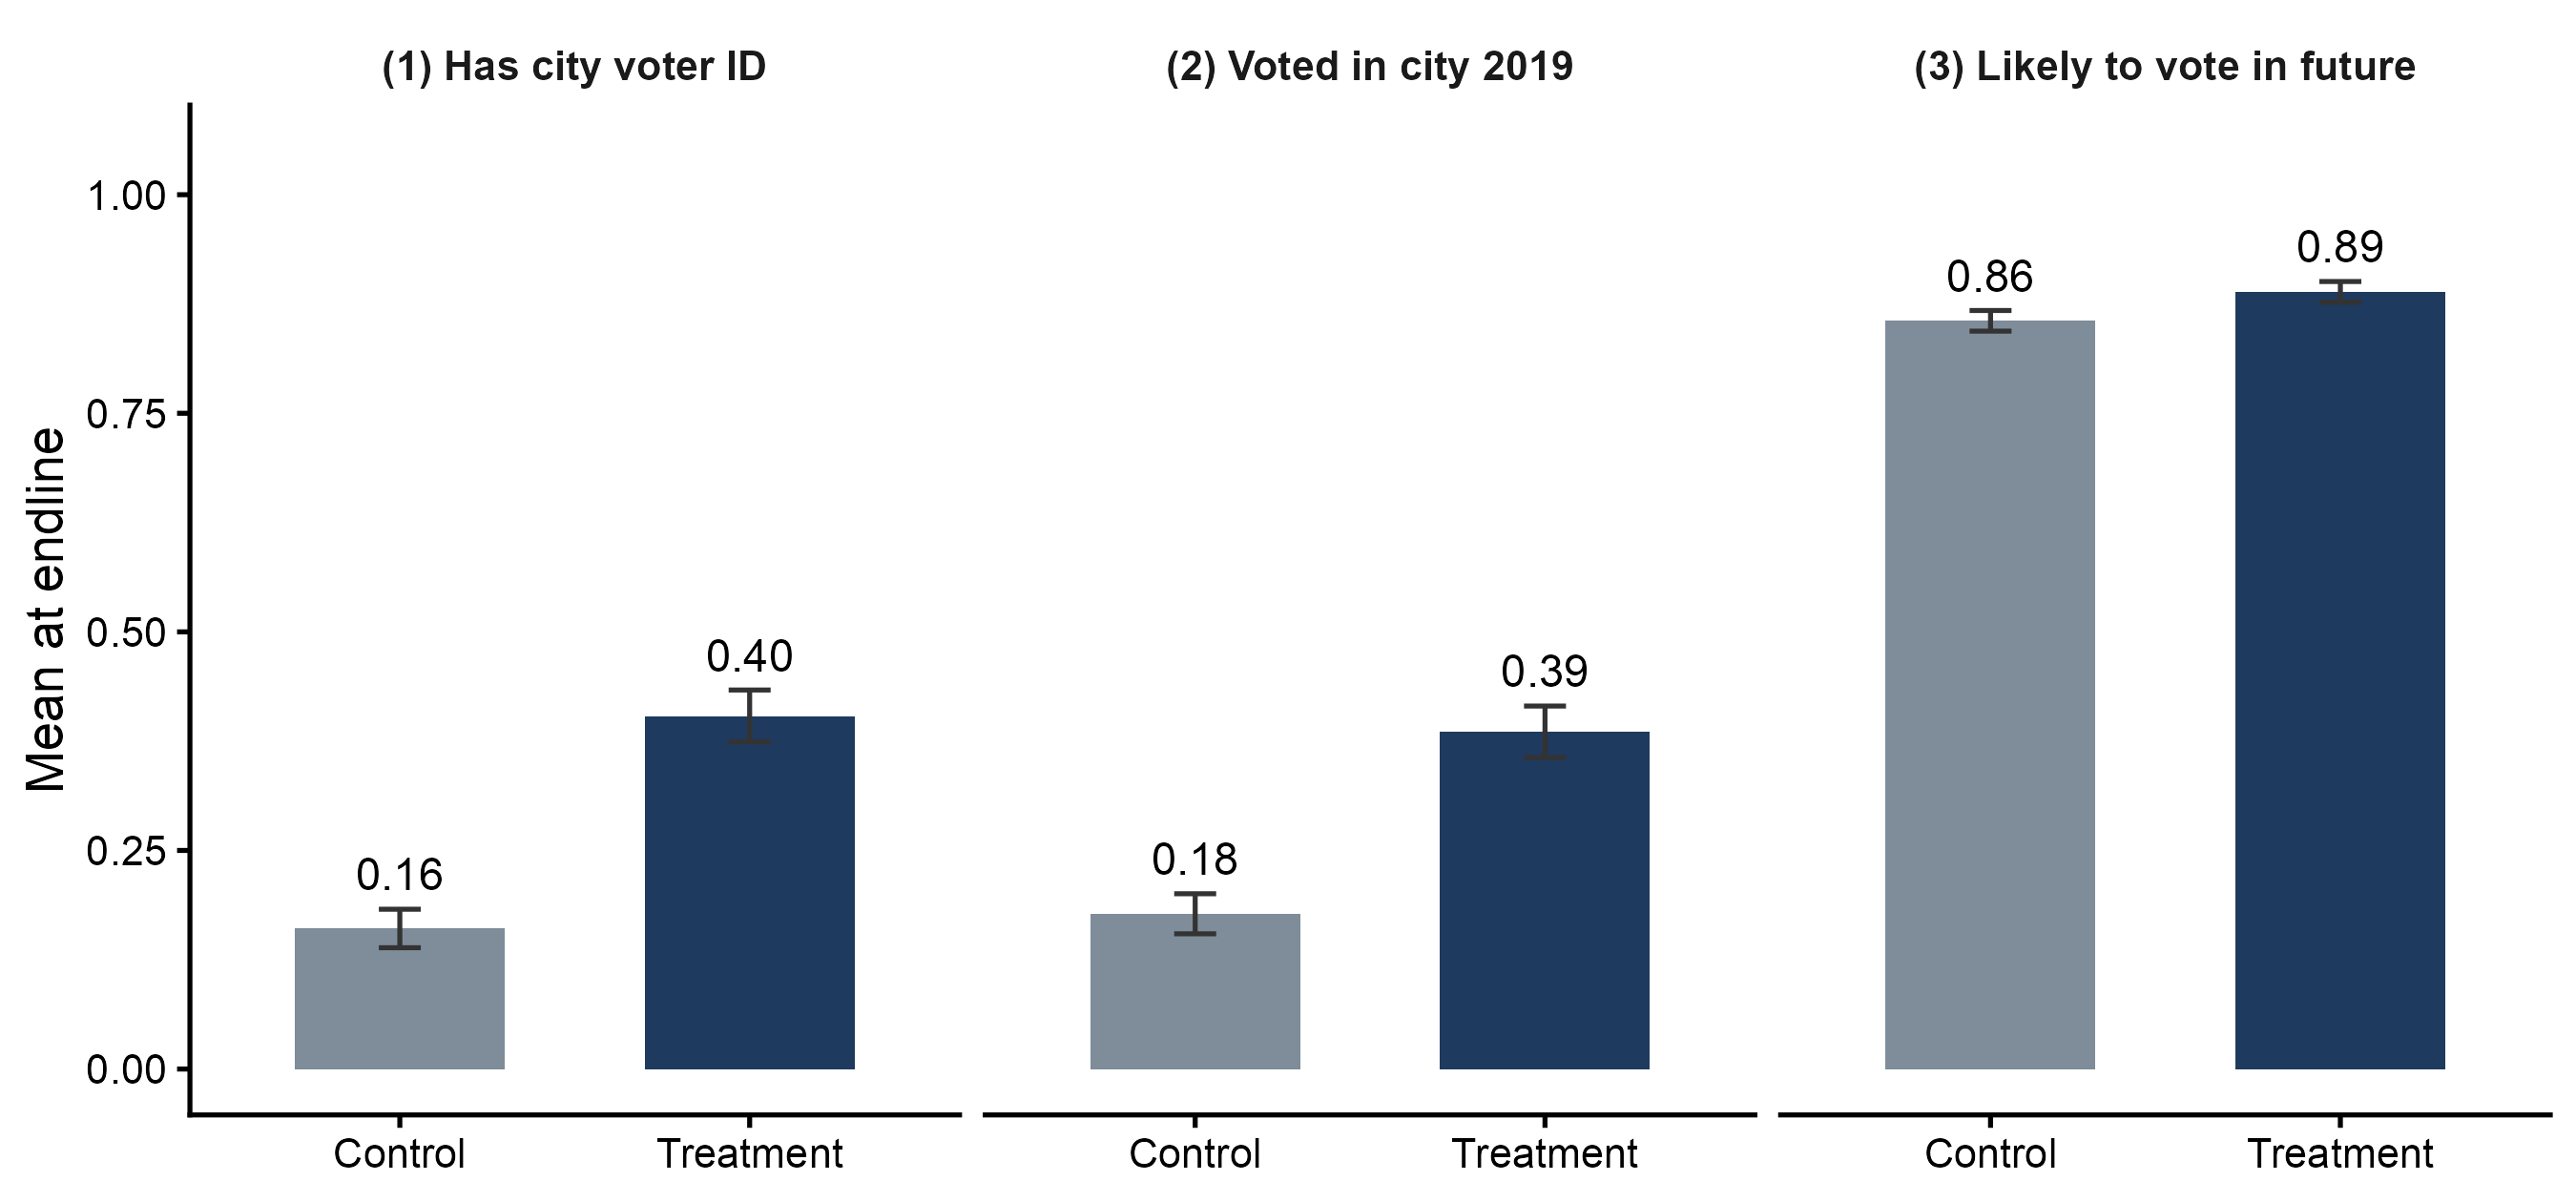 (1) Has city voter ID
(2) Voted in city 2019
(3) Likely to vote in future
Mean at endline
1.00
0.75
0.50
0.25
0.00
0.16
0.40
0.18
0.39
0.86
0.89
Control
Treatment
Control
Treatment
Control
Treatment